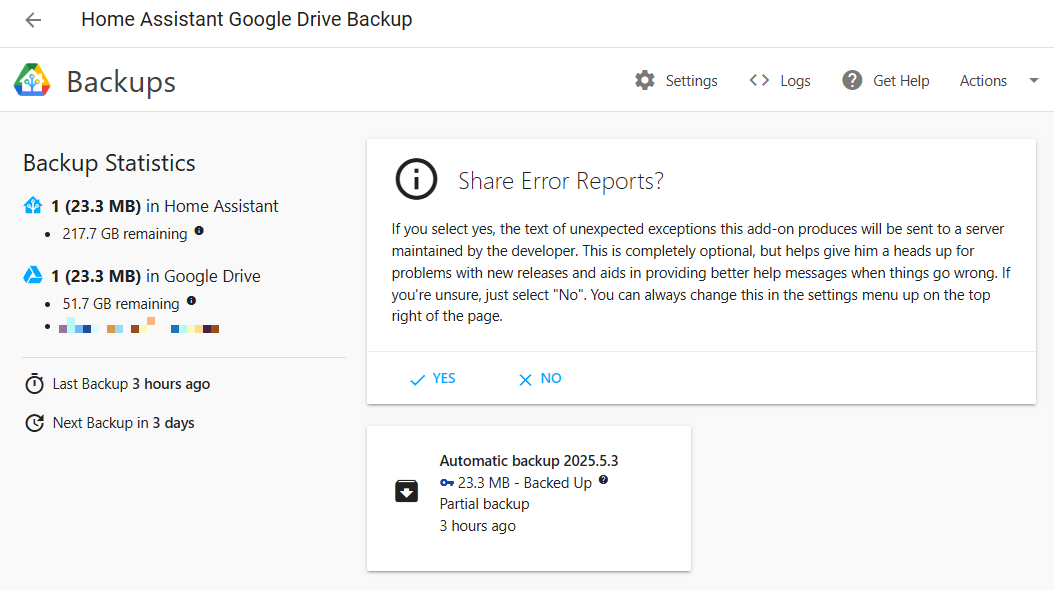 Home Assistant Google Drive Backup
Backups
Settings
Logs
Get Help
Actions
Backup Statistics
1 (23.3 MB) in Home Assistant
217.7 GB remaining
1 (23.3 MB) in Google Drive
51.7 GB remaining
Last Backup 3 hours ago
Next Backup in 3 days
Share Error Reports?
If you select yes, the text of unexpected exceptions this add-on produces will be sent to a server
maintained by the developer. This is completely optional, but helps give him a heads up for
problems with new releases and aids in providing better help messages when things go wrong. If
you're unsure, just select "No". You can always change this in the settings menu up on the top
right of the page.
YES
NO
Automatic backup 2025.5.3
23.3 MB - Backed Up
Partial backup
3 hours ago